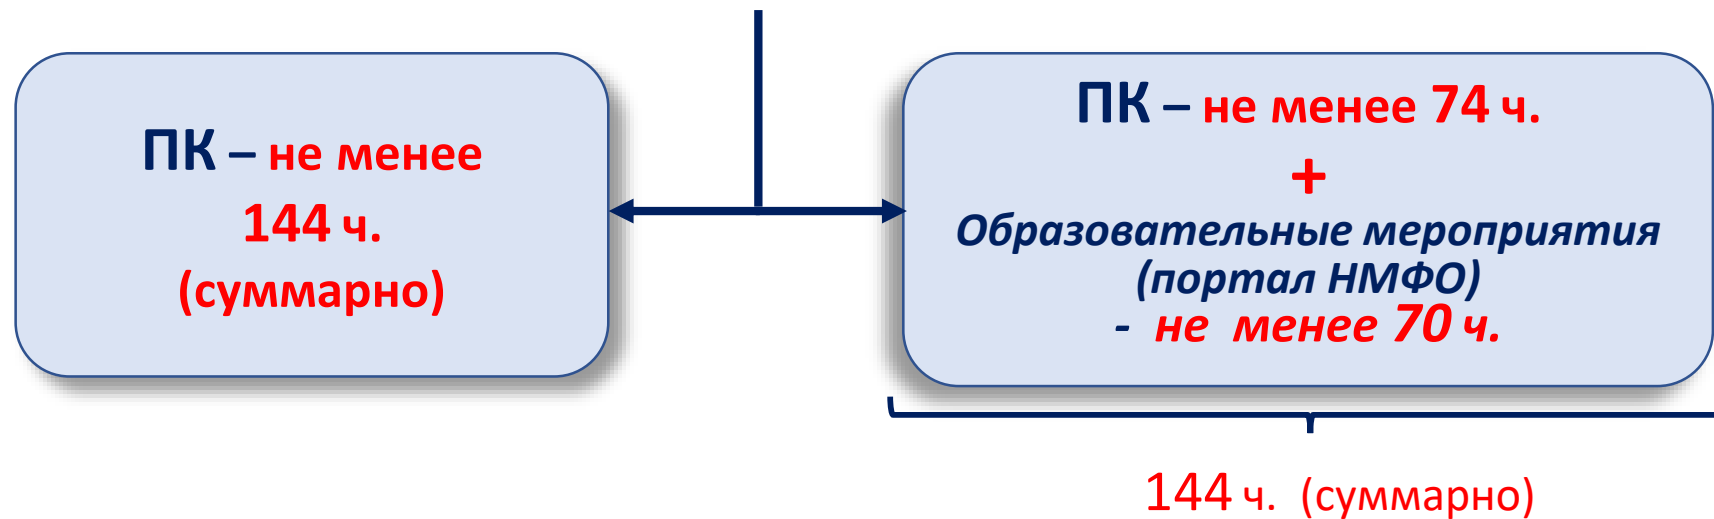 ПК – не менее
144 ч.
(суммарно)
ПК – не менее 74 ч.
+
Образовательные мероприятия
(портал НМФО)
- не менее 70 ч.
144 ч. (суммарно)